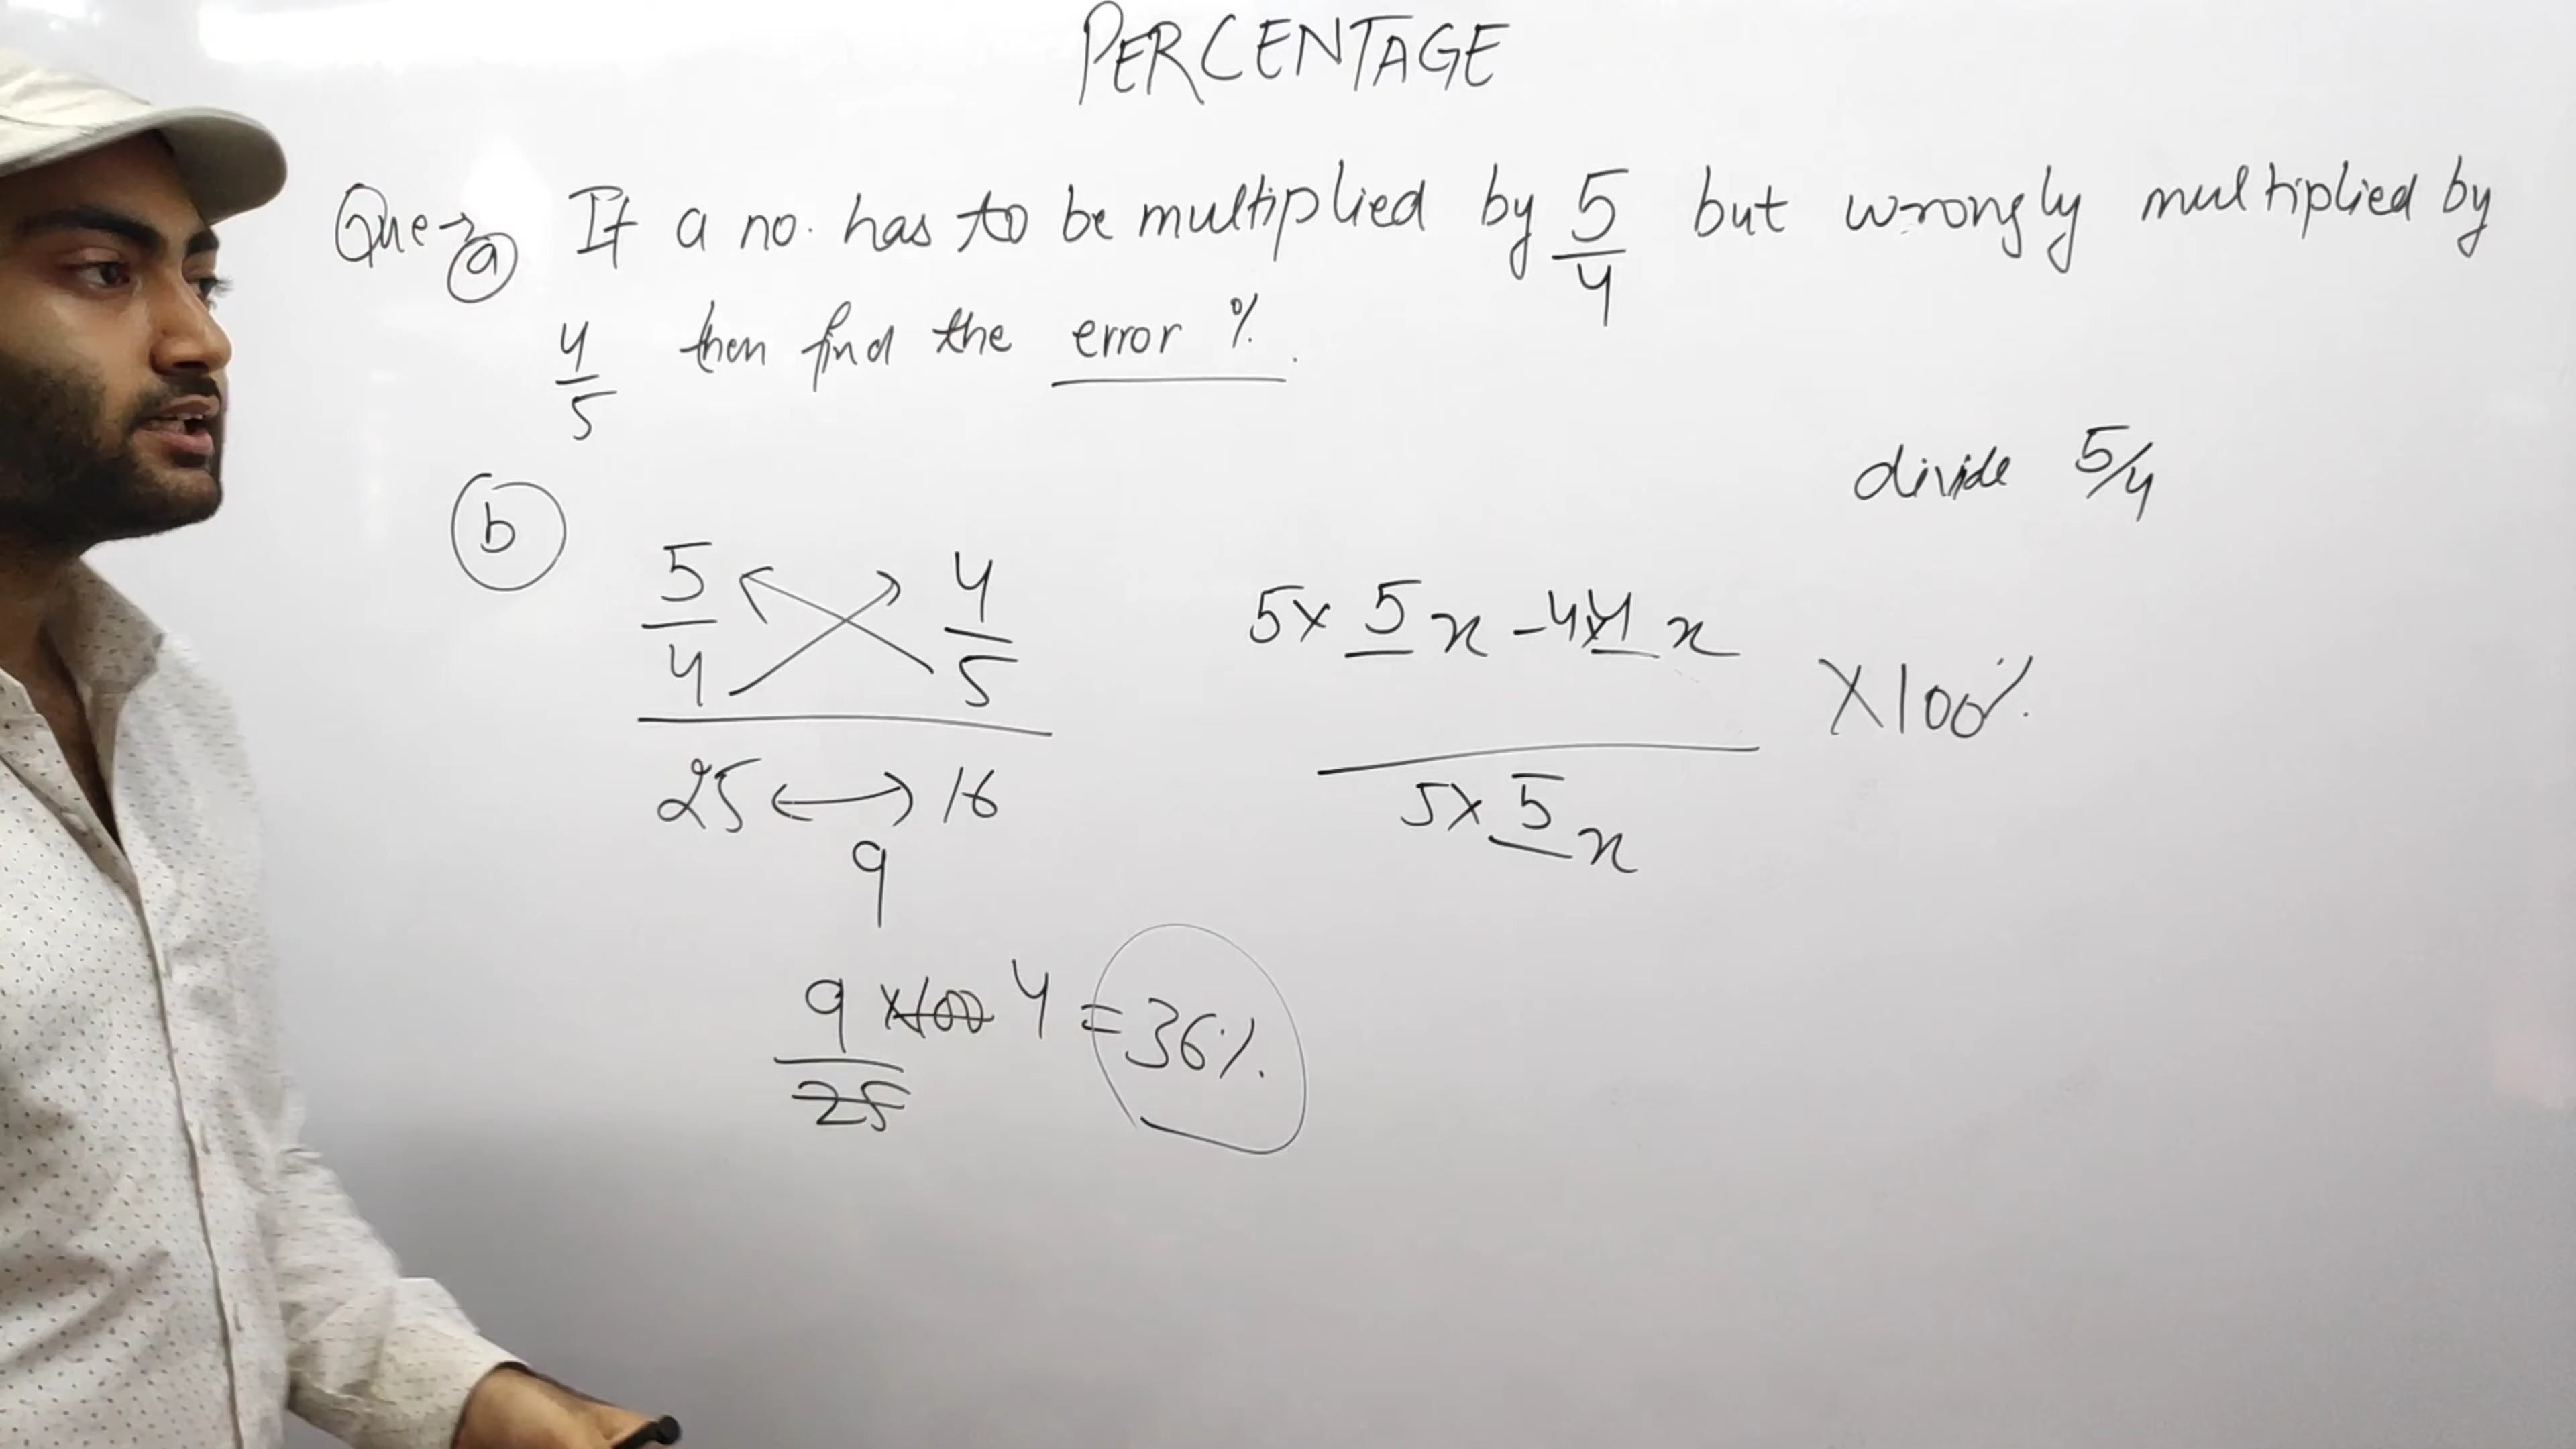 PERCENTAGE
Que→ (a) If a no. has to be multiplied by 5/4 but wrongly multiplied by
4/5 then find the error %.
divide 5/4
(b)
5/4 4/5
25 ↔ 16
9
9/25 ×100 4 = 36%.
5× 5 x - 4×4 x
5× 5 x
×100%